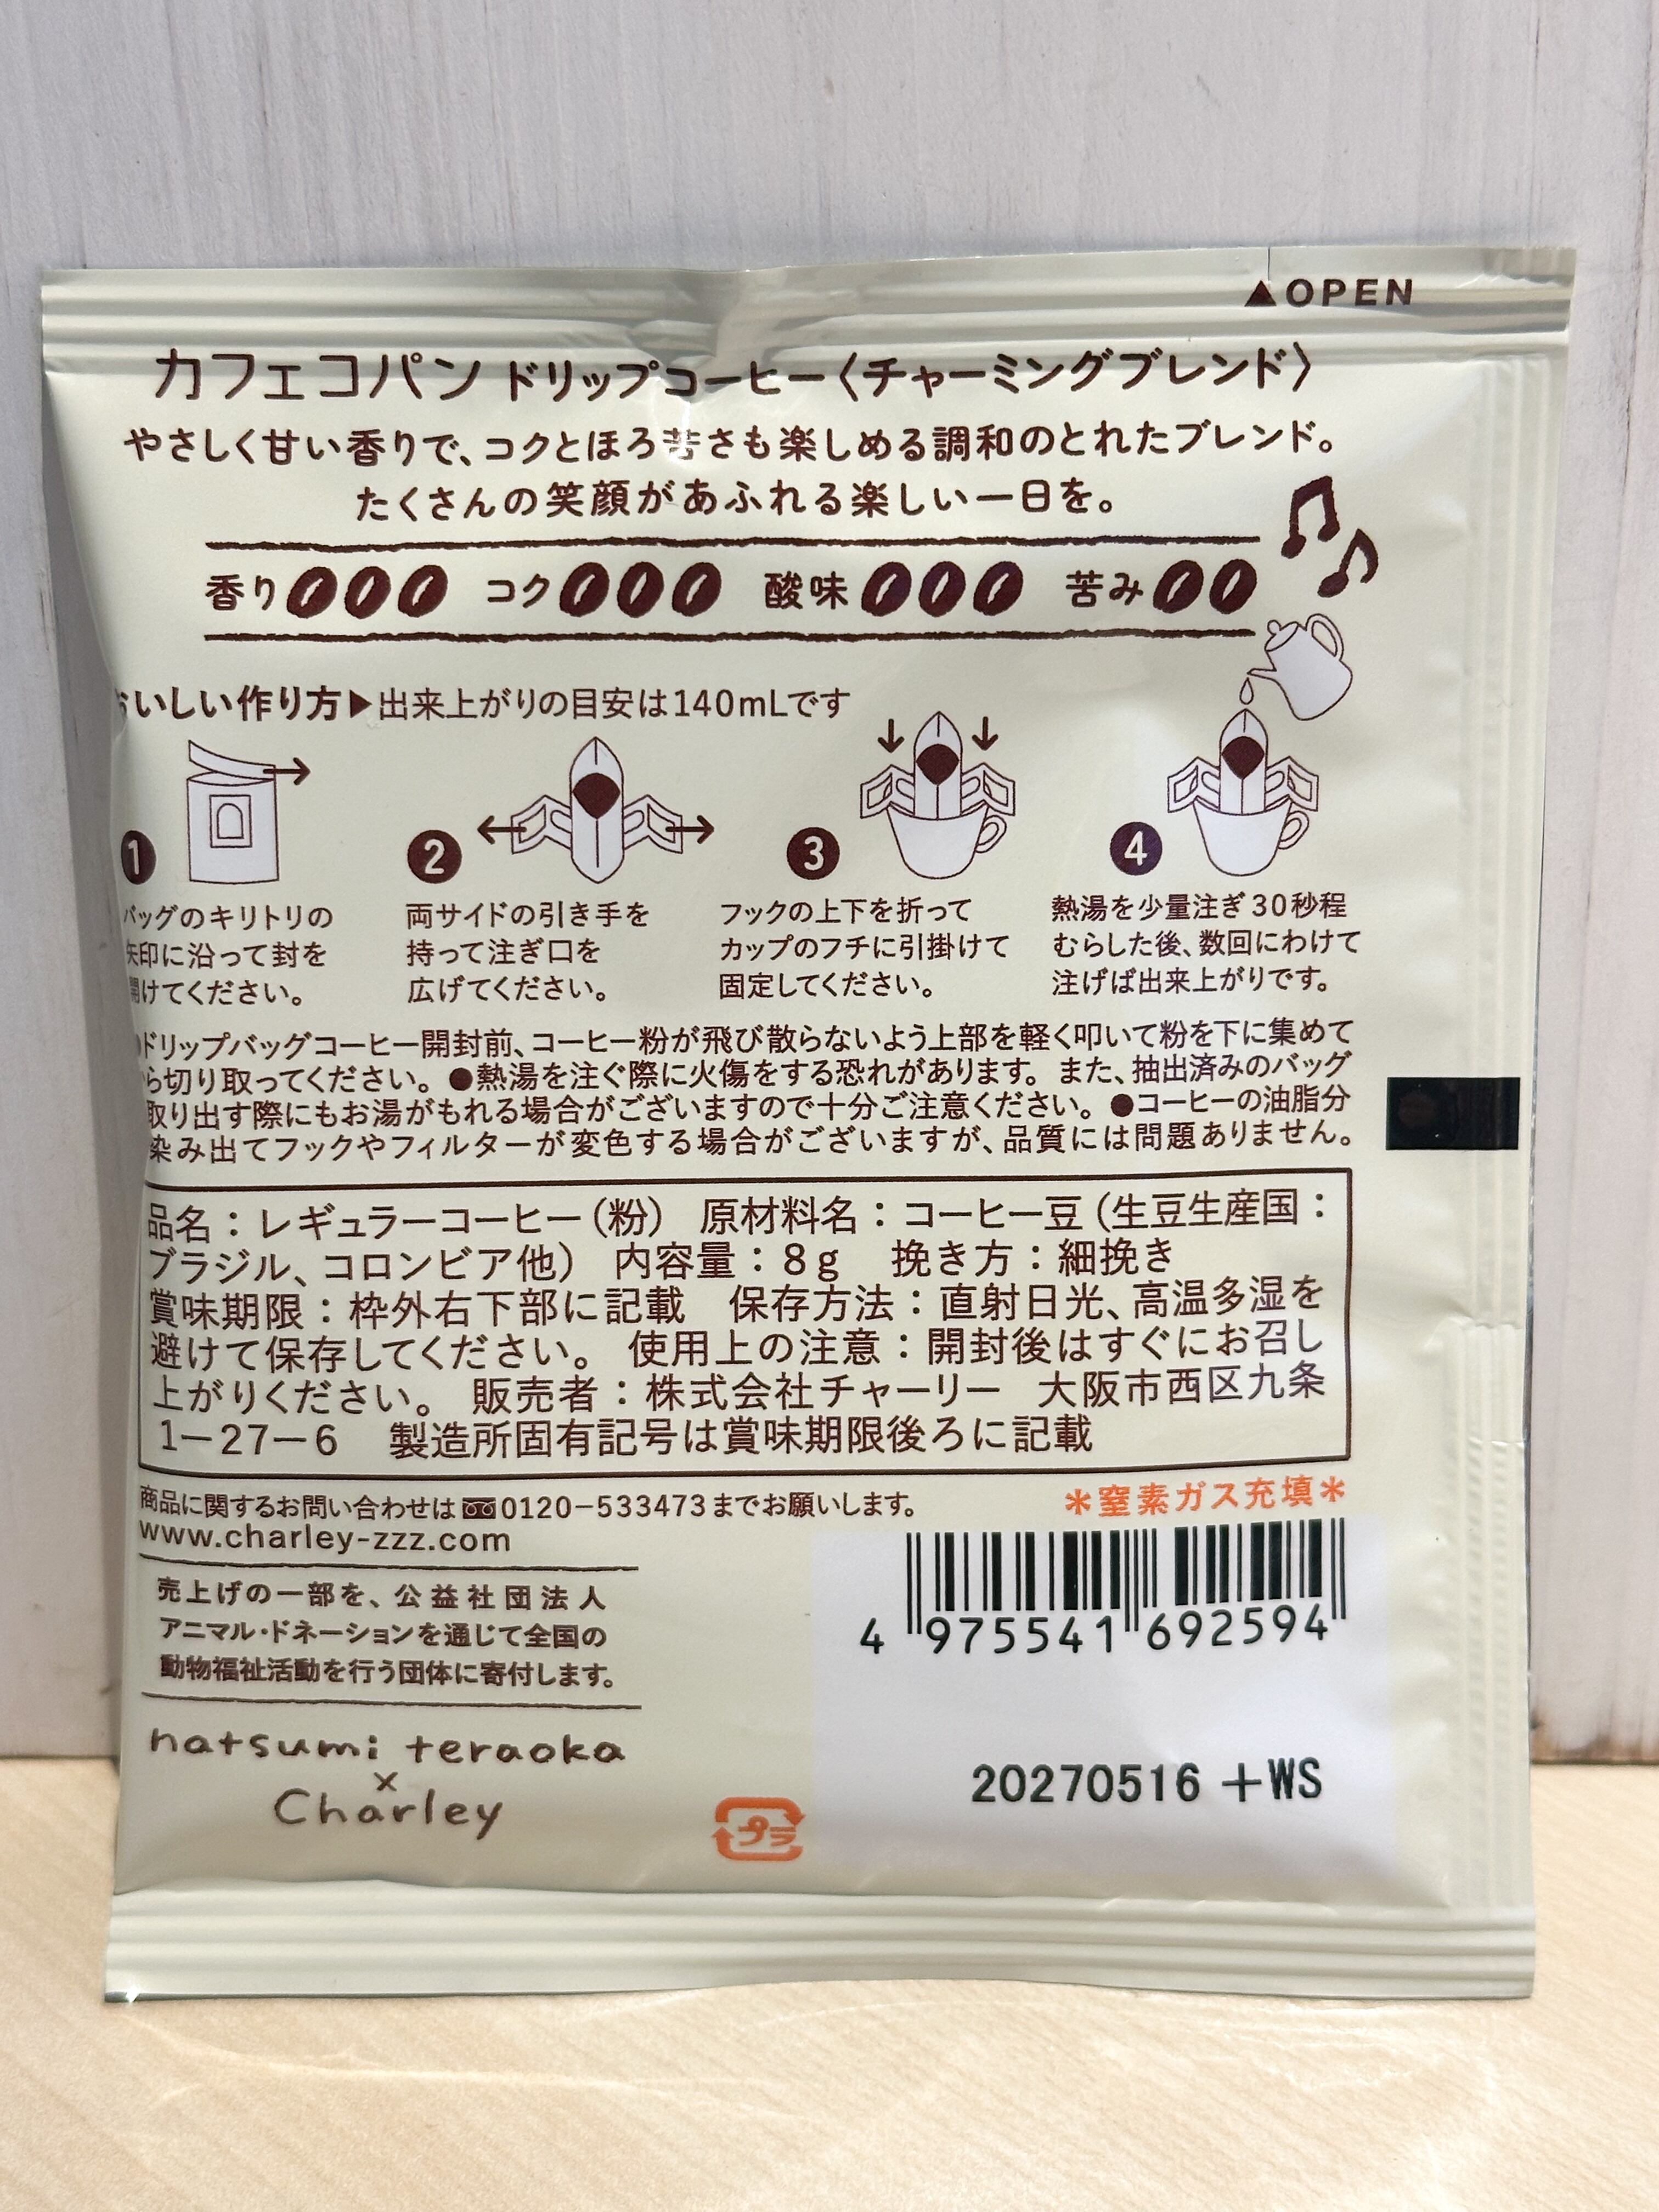 ▲OPEN
カフェコパン ドリップコーヒー〈チャーミングブレンド〉
やさしく甘い香りで、コクとほろ苦さも楽しめる調和のとれたブレンド。
たくさんの笑顔があふれる楽しい一日を。
香り コク 酸味 苦み
おいしい作り方▶出来上がりの目安は140mLです
1
バッグのキリトリの
矢印に沿って封を
開けてください。
2
両サイドの引き手を
持って注ぎ口を
広げてください。
3
フックの上下を折って
カップのフチに引掛けて
固定してください。
4
熱湯を少量注ぎ30秒程
むらした後、数回にわけて
注げば出来上がりです。
●ドリップバッグコーヒー開封前、コーヒー粉が飛び散らないよう上部を軽く叩いて粉を下に集めて
ら切り取ってください。●熱湯を注ぐ際に火傷をする恐れがあります。また、抽出済みのバッグ
取り出す際にもお湯がもれる場合がございますので十分ご注意ください。●コーヒーの油脂分
染み出てフックやフィルターが変色する場合がございますが、品質には問題ありません。
品名：レギュラーコーヒー（粉） 原材料名：コーヒー豆（生豆生産国：
ブラジル、コロンビア他） 内容量：8g 挽き方：細挽き
賞味期限：枠外右下部に記載 保存方法：直射日光、高温多湿を
避けて保存してください。 使用上の注意：開封後はすぐにお召し
上がりください。 販売者：株式会社チャーリー 大阪市西区九条
1－27－6 製造所固有記号は賞味期限後ろに記載
商品に関するお問い合わせは0120－533473までお願いします。
www.charley-zzz.com
＊窒素ガス充填＊
売上げの一部を、公益社団法人
アニマル・ドネーションを通じて全国の
動物福祉活動を行う団体に寄付します。
4 975541 692594
natsumi teraoka
×
Charley
プラ
20270516 +WS